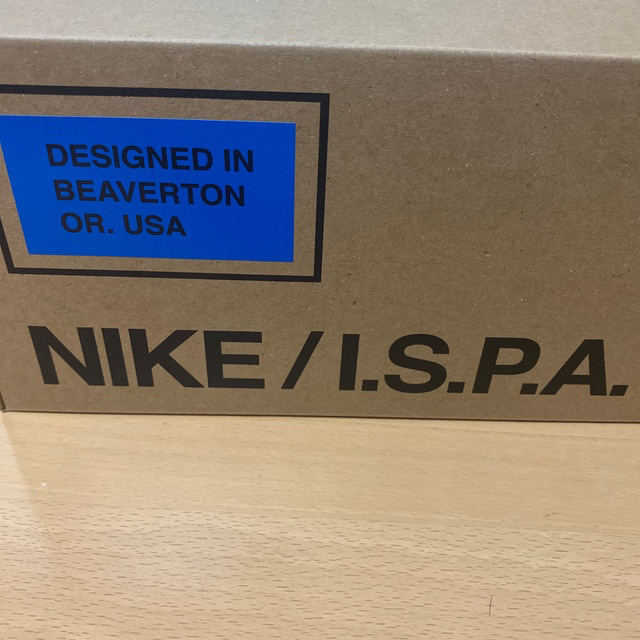 DESIGNED IN
BEAVERTON
OR. USA
NIKE / I.S.P.A.